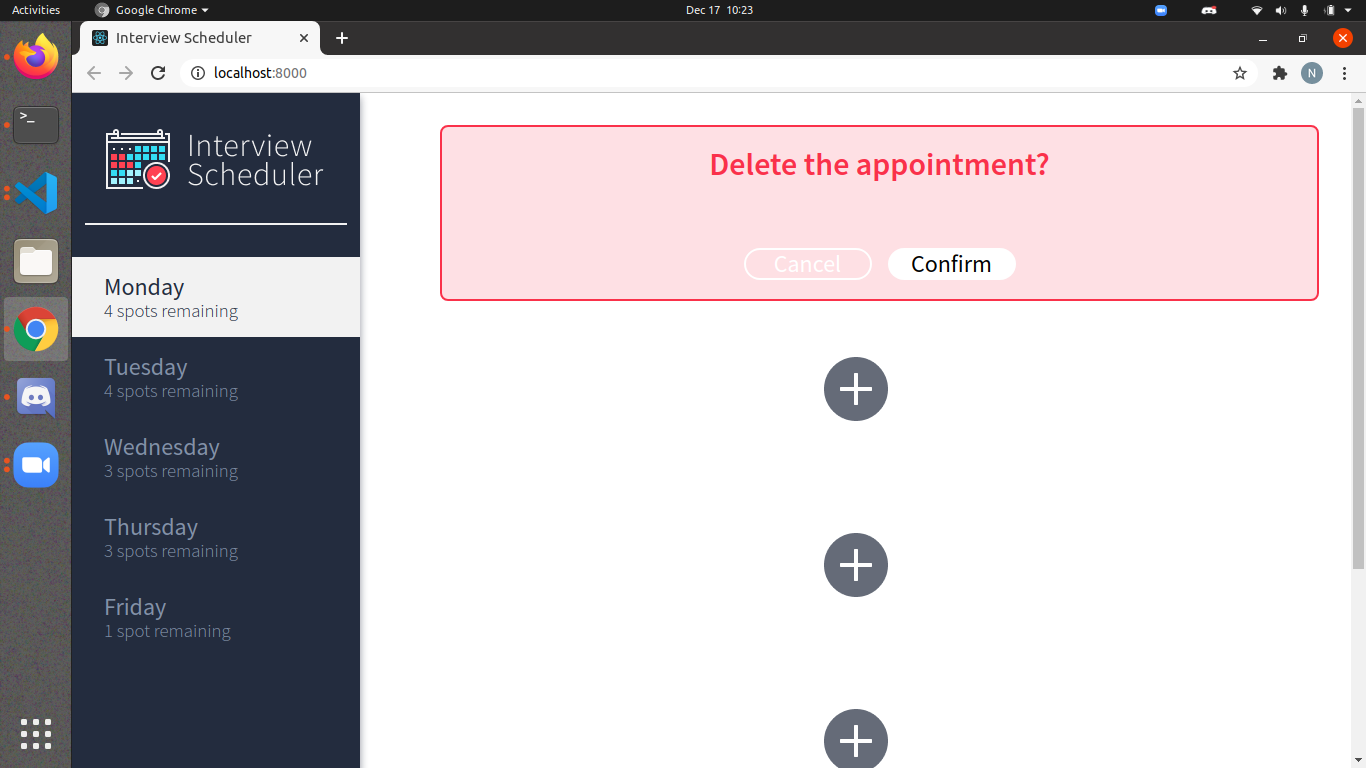 Activities
Google Chrome
Dec 17 10:23
Interview Scheduler
localhost:8000
N
>_
Interview
Scheduler
Monday
4 spots remaining
Tuesday
4 spots remaining
Wednesday
3 spots remaining
Thursday
3 spots remaining
Friday
1 spot remaining
Delete the appointment?
Cancel
Confirm